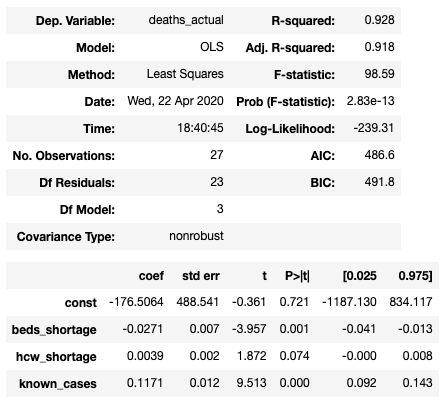 Dep. Variable: deaths_actual R-squared: 0.928
Model: OLS Adj. R-squared: 0.918
Method: Least Squares F-statistic: 98.59
Date: Wed, 22 Apr 2020 Prob (F-statistic): 2.83e-13
Time: 18:40:45 Log-Likelihood: -239.31
No. Observations: 27 AIC: 486.6
Df Residuals: 23 BIC: 491.8
Df Model: 3
Covariance Type: nonrobust
coef std err t P>|t| [0.025 0.975]
const -176.5064 488.541 -0.361 0.721 -1187.130 834.117
beds_shortage -0.0271 0.007 -3.957 0.001 -0.041 -0.013
hcw_shortage 0.0039 0.002 1.872 0.074 -0.000 0.008
known_cases 0.1171 0.012 9.513 0.000 0.092 0.143